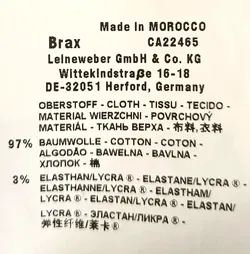 Made in MOROCCO
Brax CA22465
Leineweber GmbH & Co. KG
Wittekindstraße 16-18
DE-32051 Herford, Germany
OBERSTOFF - CLOTH - TISSU - TECIDO -
MATERIAL WIERZCHNI - POVRCHOVÝ
MATERIÁL - ТКАНЬ ВЕРХА - 布料,衣料
97% BAUMWOLLE - COTTON - COTON -
ALGODÃO - BAWEŁNA - BAVLNA -
ХЛОПОК - 棉
3% ELASTHAN/LYCRA ® - ELASTANE/LYCRA ® -
ELASTHANNE/LYCRA ® - ELASTHAM/
LYCRA ® - ELASTAN/LYCRA ® - ELASTAN/
LYCRA ® - ЭЛАСТАН/ЛИКРА ® -
弹性纤维/莱卡®